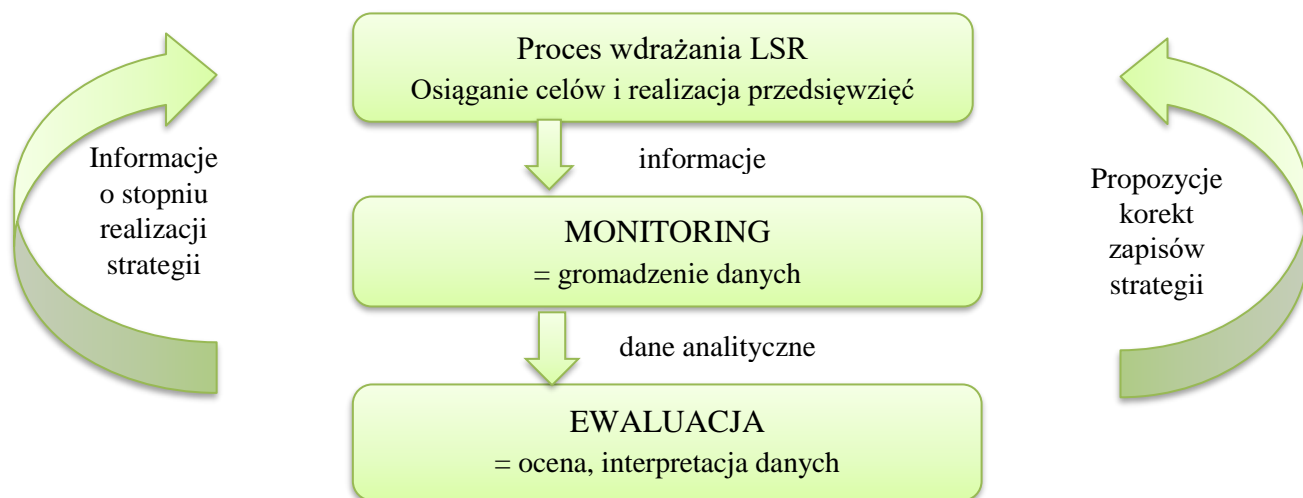 Proces wdrażania LSR
Osiąganie celów i realizacja przedsięwzięć
informacje
Informacje
o stopniu
realizacji
strategii
Propozycje
korekt
zapisów
strategii
MONITORING
= gromadzenie danych
dane analityczne
EWALUACJA
= ocena, interpretacja danych